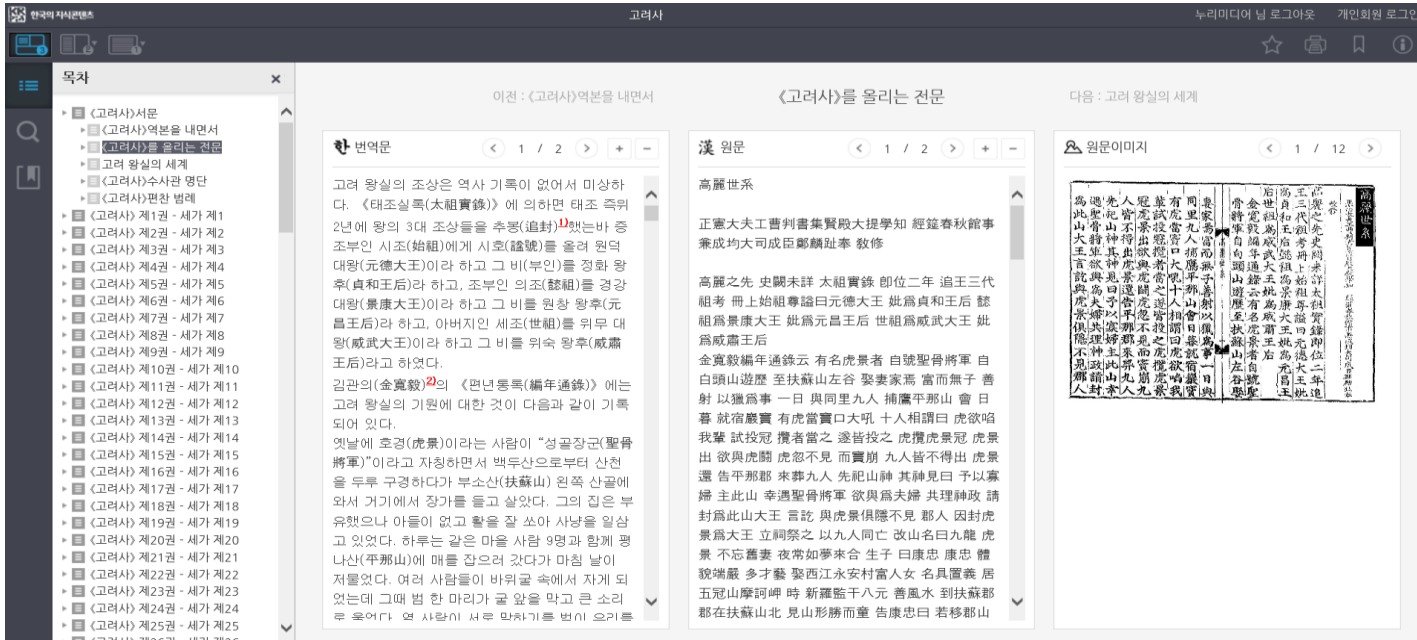 한국의 지식콘텐츠
고려사
누리미디어 님 로그아웃 개인회원 로그인
목차 ×
《고려사》서문
《고려사》역본을 내면서
《고려사》를 올리는 전문
고려 왕실의 세계
《고려사》수사관 명단
《고려사》편찬 범례
《고려사》 제1권 - 세가 제1
《고려사》 제2권 - 세가 제2
《고려사》 제3권 - 세가 제3
《고려사》 제4권 - 세가 제4
《고려사》 제5권 - 세가 제5
《고려사》 제6권 - 세가 제6
《고려사》 제7권 - 세가 제7
《고려사》 제8권 - 세가 제8
《고려사》 제9권 - 세가 제9
《고려사》 제10권 - 세가 제10
《고려사》 제11권 - 세가 제11
《고려사》 제12권 - 세가 제12
《고려사》 제13권 - 세가 제13
《고려사》 제14권 - 세가 제14
《고려사》 제15권 - 세가 제15
《고려사》 제16권 - 세가 제16
《고려사》 제17권 - 세가 제17
《고려사》 제18권 - 세가 제18
《고려사》 제19권 - 세가 제19
《고려사》 제20권 - 세가 제20
《고려사》 제21권 - 세가 제21
《고려사》 제22권 - 세가 제22
《고려사》 제23권 - 세가 제23
《고려사》 제24권 - 세가 제24
《고려사》 제25권 - 세가 제25
이전 : 《고려사》역본을 내면서
《고려사》를 올리는 전문
다음 : 고려 왕실의 세계
한 번역문 1 / 2 + -
고려 왕실의 조상은 역사 기록이 없어서 미상하
다. 《태조실록(太祖實錄)》에 의하면 태조 즉위
2년에 왕의 3대 조상들을 추봉(追封)1)했는바 증
조부인 시조(始祖)에게 시호(諡號)를 올려 원덕
대왕(元德大王)이라 하고 그 비(부인)를 정화 왕
후(貞和王后)라 하고, 조부인 의조(懿祖)를 경강
대왕(景康大王)이라 하고 그 비를 원창 왕후(元
昌王后)라 하고, 아버지인 세조(世祖)를 위무 대
왕(威武大王)이라 하고 그 비를 위숙 왕후(威肅
王后)라고 하였다.
김관의(金寬毅)2)의 《편년통록(編年通錄)》에는
고려 왕실의 기원에 대한 것이 다음과 같이 기록
되어 있다.
옛날에 호경(虎景)이라는 사람이 “성골장군(聖骨
將軍)”이라고 자칭하면서 백두산으로부터 산천
을 두루 구경하다가 부소산(扶蘇山) 왼쪽 산골에
와서 거기에서 장가를 들고 살았다. 그의 집은 부
유했으나 아들이 없고 활을 잘 쏘아 사냥을 일삼
고 있었다. 하루는 같은 마을 사람 9명과 함께 평
나산(平那山)에 매를 잡으러 갔다가 마침 날이
저물었다. 여러 사람들이 바위굴 속에서 자게 되
었는데 그때 범 한 마리가 굴 앞을 막고 큰 소리
로 울었다. 열 사람이 서로 말하기를 범이 우리를
漢 원문 1 / 2 + -
高麗世系
正憲大夫工曹判書集賢殿大提學知 經筵春秋館事
兼成均大司成臣鄭麟趾奉 敎修
高麗之先 史闕未詳 太祖實錄 卽位二年 追王三代
祖考 冊上始祖尊諡曰元德大王 妣爲貞和王后 懿
祖爲景康大王 妣爲元昌王后 世祖爲威武大王 妣
爲威肅王后
金寬毅編年通錄云 有名虎景者 自號聖骨將軍 自
白頭山遊歷 至扶蘇山左谷 娶妻家焉 富而無子 善
射 以獵爲事 一日 與同里九人 捕鷹平那山 會 日
暮 就宿巖竇 有虎當竇口大吼 十人相謂曰 虎欲啗
我輩 試投冠 攬者當之 遂皆投之 虎攬虎景冠 虎景
出 欲與虎鬪 虎忽不見 而竇崩 九人皆不得出 虎景
還 告平那郡 來葬九人 先祀山神 其神見曰 予以寡
婦 主此山 幸遇聖骨將軍 欲與爲夫婦 共理神政 請
封爲此山大王 言訖 與虎景俱隱不見 郡人 因封虎
景爲大王 立祠祭之 以九人同亡 改山名曰九龍 虎
景 不忘舊妻 夜常如夢來合 生子 曰康忠 康忠 體
貌端嚴 多才藝 娶西江永安村富人女 名具置義 居
五冠山摩訶岬 時 新羅監干八元 善風水 到扶蘇郡
郡在扶蘇山北 見山形勝而童 告康忠曰 若移郡山
원문이미지 1 / 12
高麗世系